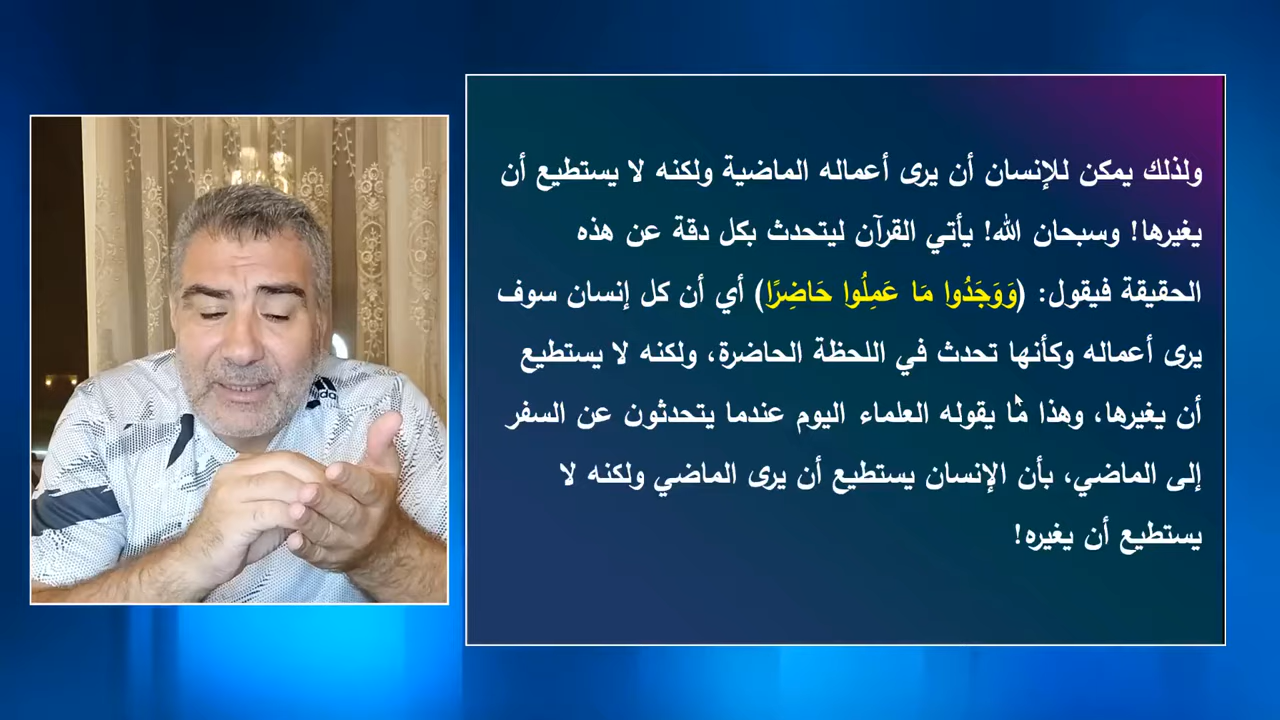 ولذلك يمكن للإنسان أن يرى أعماله الماضية ولكنه لا يستطيع أن
يغيرها! وسبحان الله! يأتي القرآن ليتحدث بكل دقة عن هذه
الحقيقة فيقول: (وَوَجَدُوا مَا عَمِلُوا حَاضِرًا) أي أن كل إنسان سوف
يرى أعماله وكأنها تحدث في اللحظة الحاضرة، ولكنه لا يستطيع
أن يغيرها، وهذا ما يقوله العلماء اليوم عندما يتحدثون عن السفر
إلى الماضي، بأن الإنسان يستطيع أن يرى الماضي ولكنه لا
يستطيع أن يغيره!